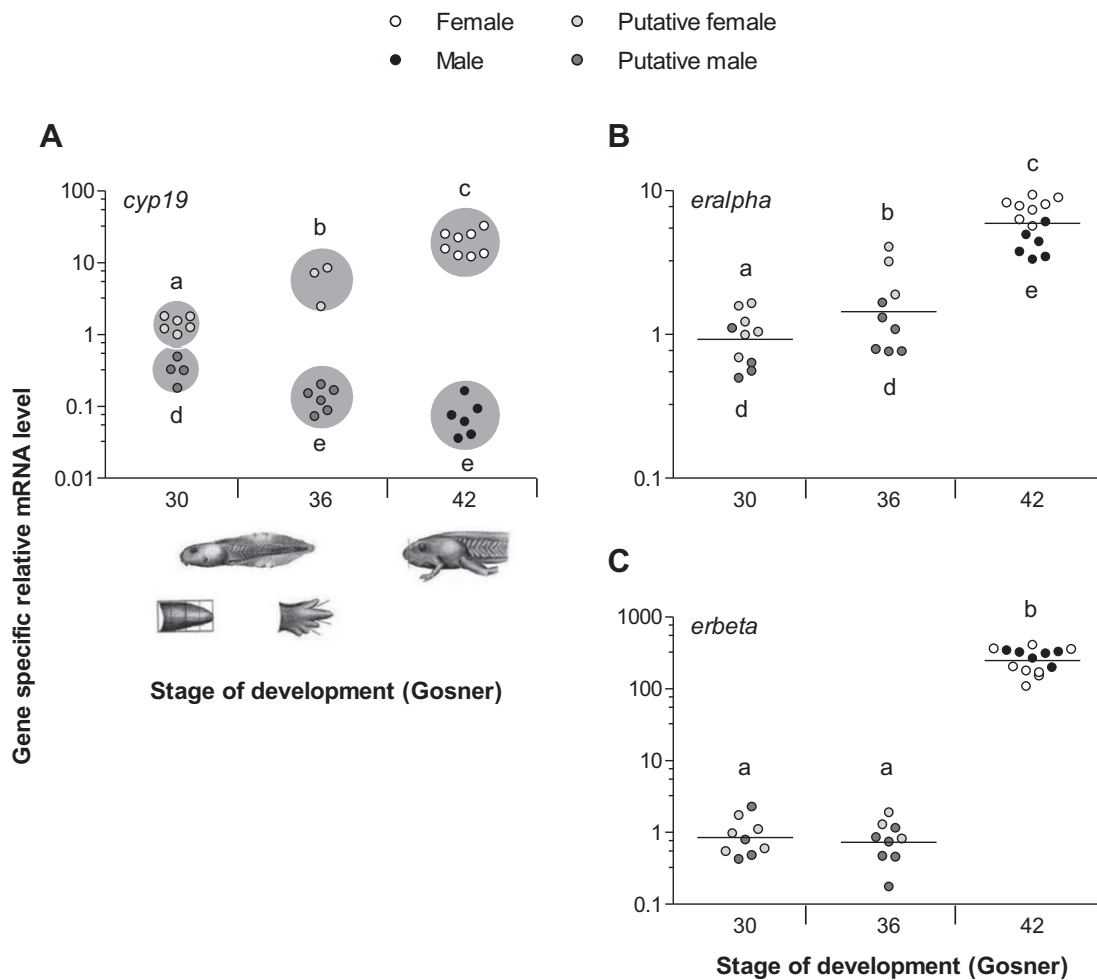 Female
Putative female
Male
Putative male
A
cyp19
100
10
1
0.1
0.01
a
b
c
d
e
e
30
36
42
Stage of development (Gosner)
Gene specific relative mRNA level
B
eralpha
10
1
0.1
a
b
c
d
d
e
30
36
42
C
erbeta
1000
100
10
1
0.1
a
a
b
30
36
42
Stage of development (Gosner)